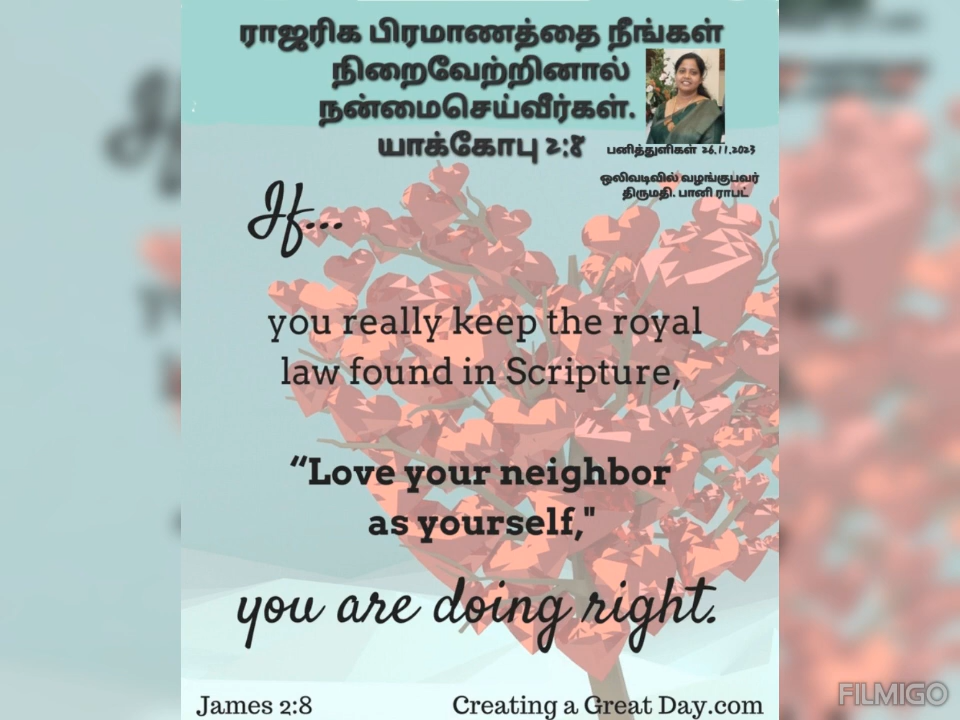 ராஜரிக பிரமாணத்தை நீங்கள்
நிறைவேற்றினால்
நன்மைசெய்வீர்கள்.
யாக்கோபு 2:8
பனித்துளிகள் 26.11.2023
ஒலிவடிவில் வழங்குபவர்
திருமதி. பானி ராபட்
If...
you really keep the royal
law found in Scripture,
“Love your neighbor
as yourself,"
you are doing right.
James 2:8 Creating a Great Day.com
FILMIGO